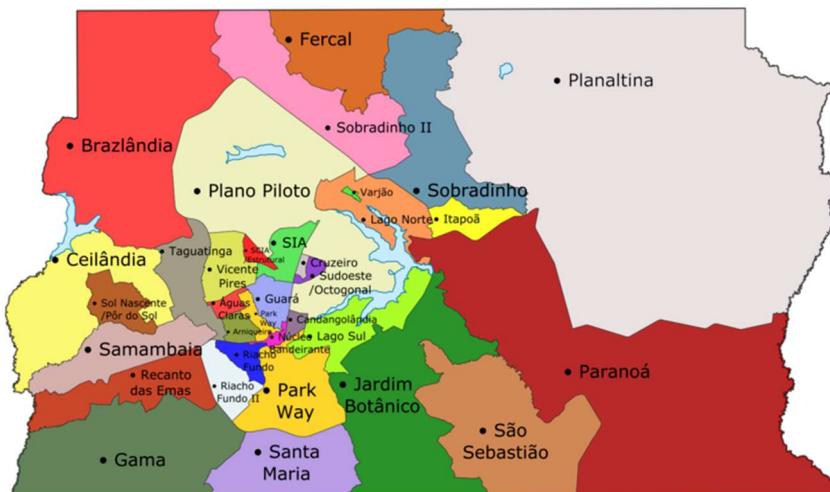 Fercal
Planaltina
Sobradinho II
Brazlândia
Plano Piloto
Varjão
Sobradinho
Lago Norte
Itapoã
SIA
Taguatinga
SCIA
/Estrutural
Ceilândia
Cruzeiro
Vicente
Pires
Sudoeste
/Octogonal
Sol Nascente
/Pôr do Sol
Guará
Águas
Claras
Park
Way
Candangolândia
Arniqueira
Núcleo
Bandeirante
Lago Sul
Samambaia
Riacho
Fundo
Recanto
das Emas
Paranoá
Riacho
Fundo II
Park
Way
Jardim
Botânico
São
Sebastião
Gama
Santa
Maria